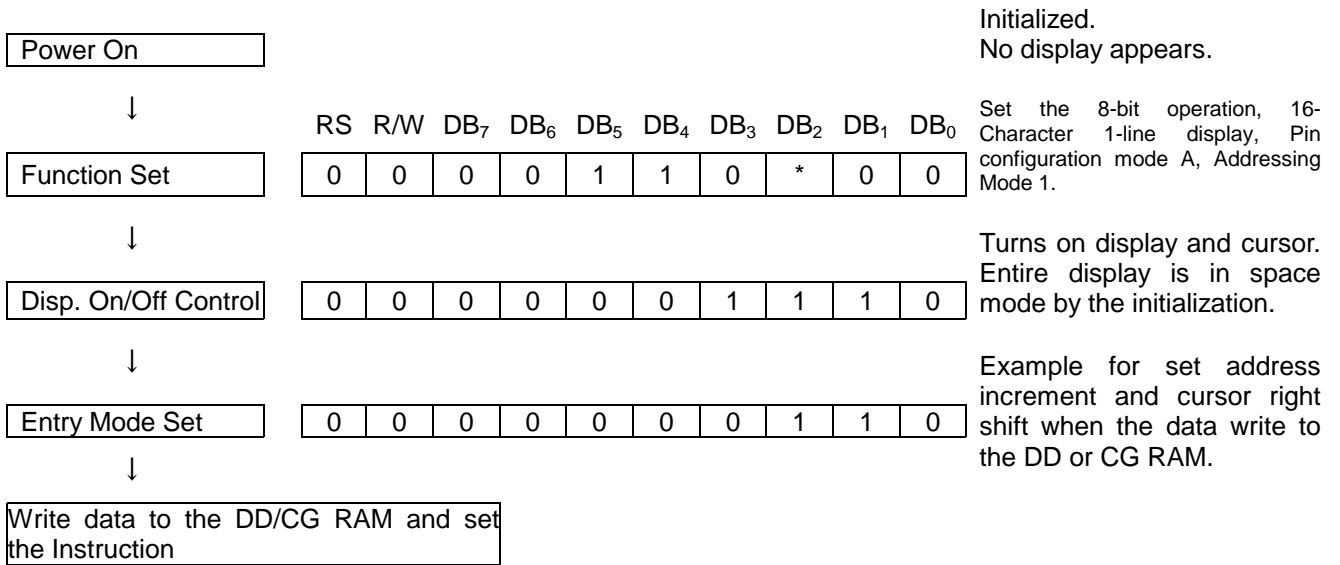 Power On
Initialized.
No display appears.
↓
RS R/W DB₇ DB₆ DB₅ DB₄ DB₃ DB₂ DB₁ DB₀
Function Set
0 0 0 0 1 1 0 * 0 0
Set the 8-bit operation, 16-
Character 1-line display, Pin
configuration mode A, Addressing
Mode 1.
↓
Disp. On/Off Control
0 0 0 0 0 0 1 1 1 0
Turns on display and cursor.
Entire display is in space
mode by the initialization.
↓
Entry Mode Set
0 0 0 0 0 0 0 1 1 0
Example for set address
increment and cursor right
shift when the data write to
the DD or CG RAM.
↓
Write data to the DD/CG RAM and set
the Instruction